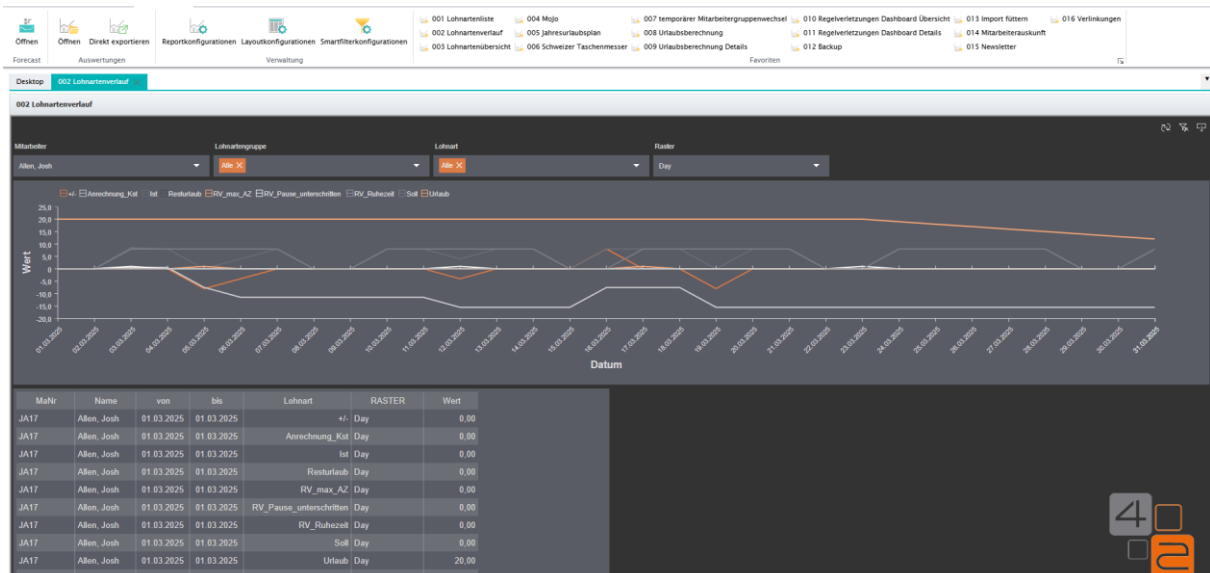 001 Lohnartenliste 004 Mojo 007 temporärer Mitarbeitergruppenwechsel 010 Regelverletzungen Dashboard Übersicht 013 Import füttern 016 Verlinkungen
Öffnen Öffnen Direkt exportieren Reportkonfigurationen Layoutkonfigurationen Smartfilterkonfigurationen 002 Lohnartenverlauf 005 Jahresurlaubsplan 008 Urlaubsberechnung 011 Regelverletzungen Dashboard Details 014 Mitarbeiterauskunft
003 Lohnartenübersicht 006 Schweizer Taschenmesser 009 Urlaubsberechnung Details 012 Backup 015 Newsletter
Forecast Auswertungen Verwaltung Favoriten
Desktop 002 Lohnartenverlauf
002 Lohnartenverlauf
Mitarbeiter Lohnartengruppe Lohnart Raster
Allen, Josh Alle X Alle X Day
+/- Anrechnung_Kst Ist Resturlaub RV_max_AZ RV_Pause_unterschritten RV_Ruhezeit Soll Urlaub
25,0
20,0
15,0
10,0
5,0
0
-5,0
-10,0
-15,0
-20,0
Wert
01.03.2025 02.03.2025 03.03.2025 04.03.2025 05.03.2025 06.03.2025 07.03.2025 08.03.2025 09.03.2025 10.03.2025 11.03.2025 12.03.2025 13.03.2025 14.03.2025 15.03.2025 16.03.2025 17.03.2025 18.03.2025 19.03.2025 20.03.2025 21.03.2025 22.03.2025 23.03.2025 24.03.2025 25.03.2025 26.03.2025 27.03.2025 28.03.2025 29.03.2025 30.03.2025 31.03.2025
Datum
MaNr Name von bis Lohnart RASTER Wert
JA17 Allen, Josh 01.03.2025 01.03.2025 +/- Day 0,00
JA17 Allen, Josh 01.03.2025 01.03.2025 Anrechnung_Kst Day 0,00
JA17 Allen, Josh 01.03.2025 01.03.2025 Ist Day 0,00
JA17 Allen, Josh 01.03.2025 01.03.2025 Resturlaub Day 0,00
JA17 Allen, Josh 01.03.2025 01.03.2025 RV_max_AZ Day 0,00
JA17 Allen, Josh 01.03.2025 01.03.2025 RV_Pause_unterschritten Day 0,00
JA17 Allen, Josh 01.03.2025 01.03.2025 RV_Ruhezeit Day 0,00
JA17 Allen, Josh 01.03.2025 01.03.2025 Soll Day 0,00
JA17 Allen, Josh 01.03.2025 01.03.2025 Urlaub Day 20,00
4